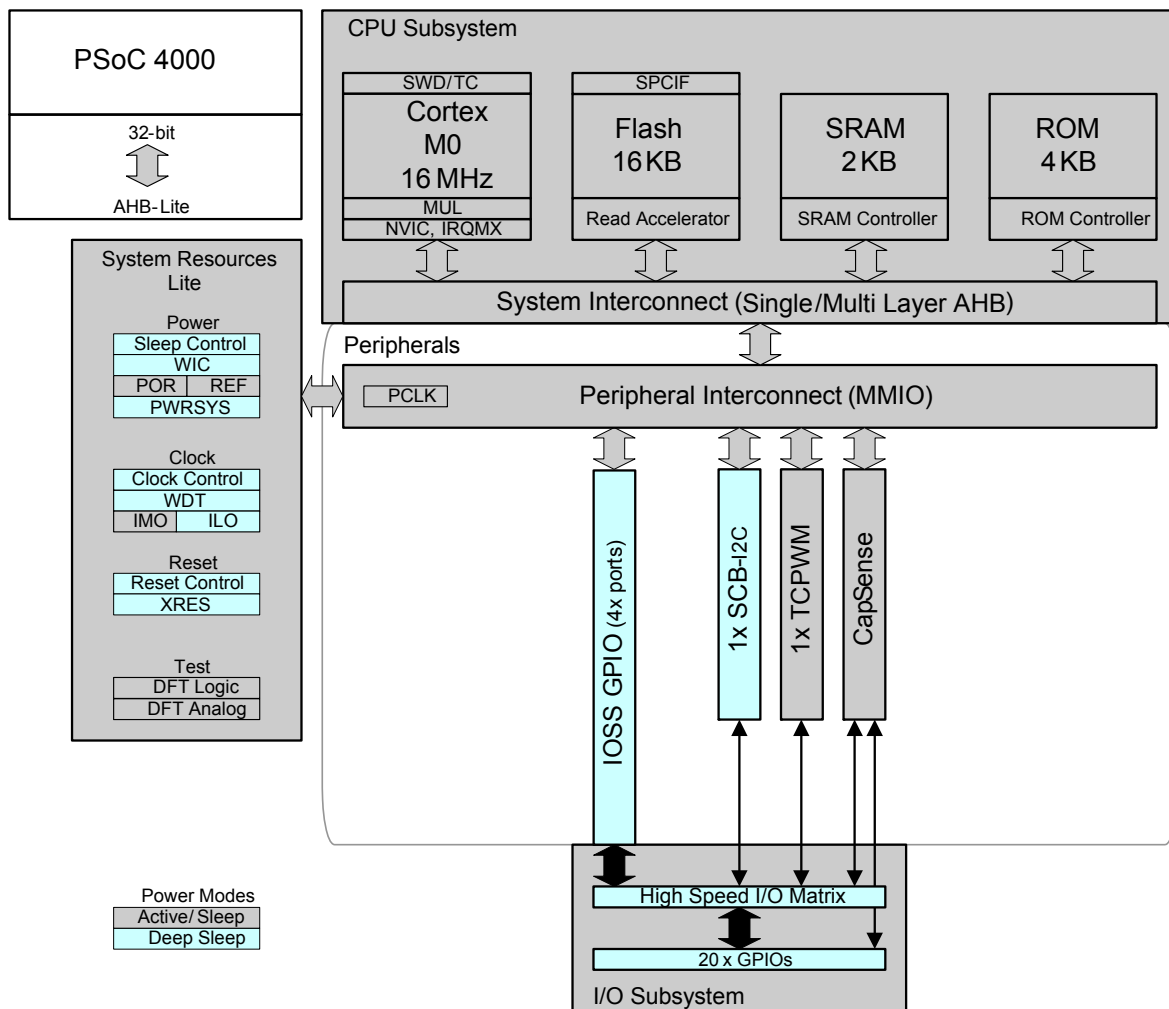 PSoC 4000
32-bit
AHB-Lite
CPU Subsystem
SWD/TC
Cortex
M0
16 MHz
MUL
NVIC, IRQMX
SPCIF
Flash
16 KB
Read Accelerator
SRAM
2 KB
SRAM Controller
ROM
4 KB
ROM Controller
System Interconnect (Single/Multi Layer AHB)
System Resources
Lite
Power
Sleep Control
WIC
POR
REF
PWRSYS
Clock
Clock Control
WDT
IMO
ILO
Reset
Reset Control
XRES
Test
DFT Logic
DFT Analog
Peripherals
PCLK
Peripheral Interconnect (MMIO)
IOSS GPIO (4x ports)
1x SCB-I2C
1x TCPWM
CapSense
High Speed I/O Matrix
20 x GPIOs
I/O Subsystem
Power Modes
Active/ Sleep
Deep Sleep